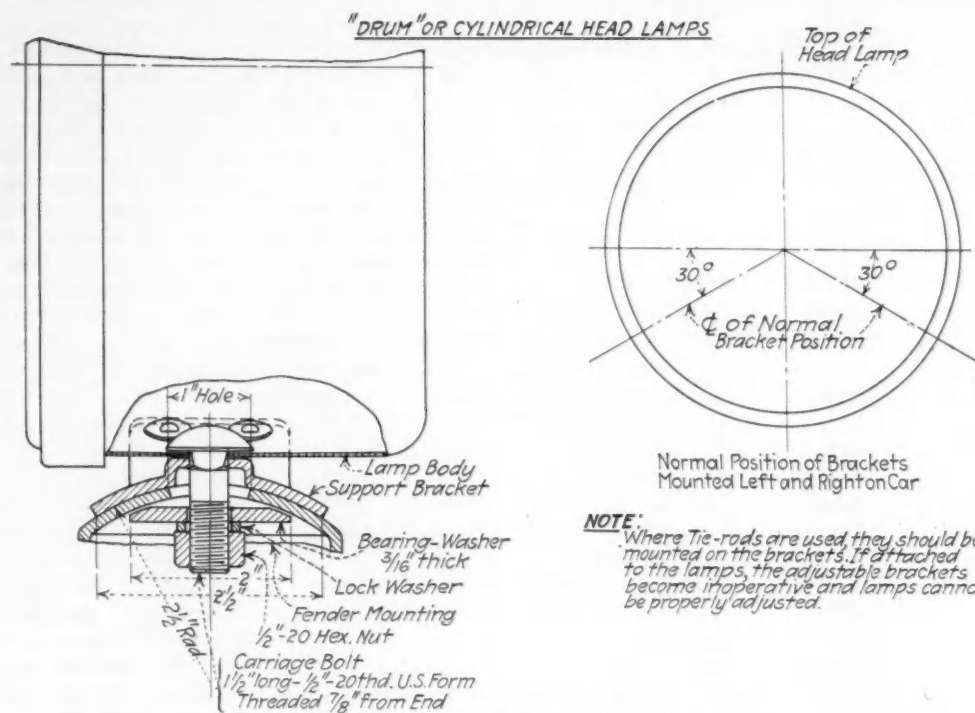 "DRUM" OR CYLINDRICAL HEAD LAMPS
Top of
Head Lamp
30°
30°
℄ of Normal
Bracket Position
Normal Position of Brackets
Mounted Left and Right on Car
1" Hole
Lamp Body
Support Bracket
Bearing-Washer
3/16" thick
Lock Washer
2"
2 1/2"
2 1/2" Rad.
Fender Mounting
1/2"-20 Hex. Nut
Carriage Bolt
1 1/2" long - 1/2"-20 thd. U.S. Form
Threaded 7/8" from End
NOTE:
Where Tie-rods are used, they should be
mounted on the brackets. If attached
to the lamps, the adjustable brackets
become inoperative and lamps canno
be properly adjusted.